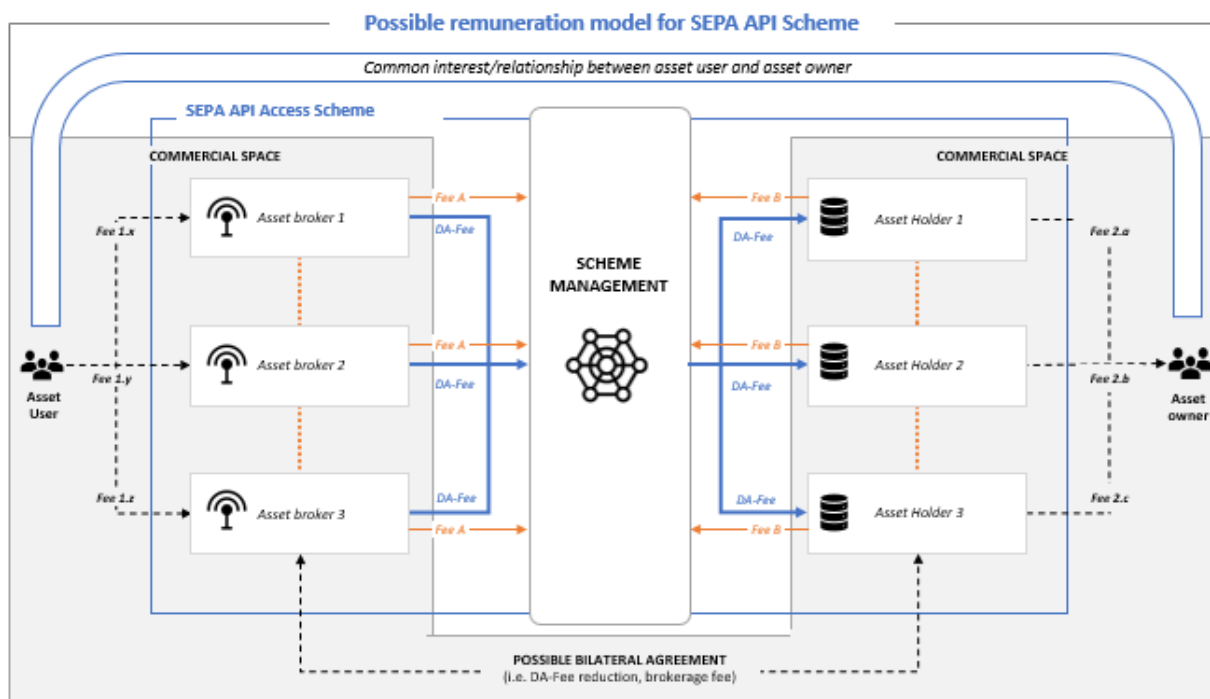 Possible remuneration model for SEPA API Scheme
Common interest/relationship between asset user and asset owner
SEPA API Access Scheme
COMMERCIAL SPACE
COMMERCIAL SPACE
Asset broker 1
Fee A
DA-Fee
Fee B
DA-Fee
Asset Holder 1
Fee 1.x
Fee 2.a
SCHEME
MANAGEMENT
Asset broker 2
Fee A
DA-Fee
Fee B
DA-Fee
Asset Holder 2
Fee 1.y
Fee 2.b
Asset
User
Asset
owner
Asset broker 3
DA-Fee
Fee A
DA-Fee
Fee B
Asset Holder 3
Fee 1.z
Fee 2.c
POSSIBLE BILATERAL AGREEMENT
(i.e. DA-Fee reduction, brokerage fee)